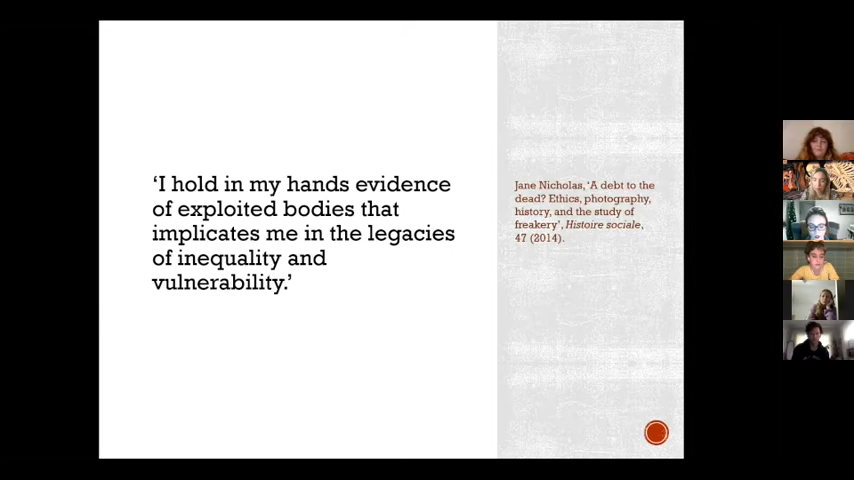 ‘I hold in my hands evidence
of exploited bodies that
implicates me in the legacies
of inequality and
vulnerability.’
Jane Nicholas, ‘A debt to the
dead? Ethics, photography,
history, and the study of
freakery’, Histoire sociale,
47 (2014).